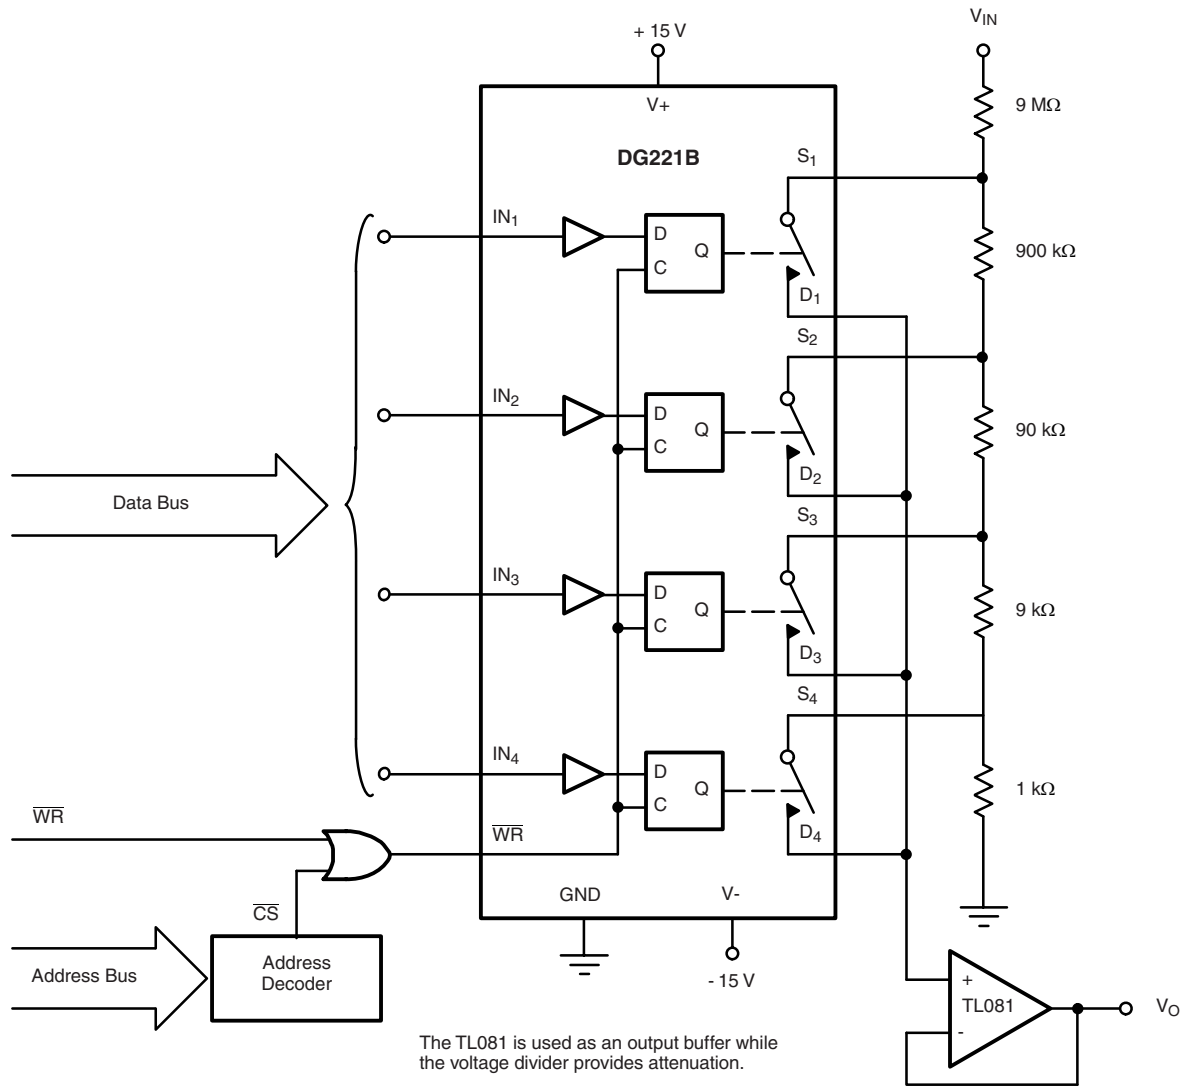 V_IN
+ 15 V
V+
9 MΩ
DG221B
S1
IN1
D
Q
C
900 kΩ
D1
S2
IN2
D
Q
C
90 kΩ
D2
Data Bus
S3
IN3
D
Q
C
9 kΩ
D3
S4
IN4
D
Q
C
1 kΩ
WR
WR
D4
GND
V-
CS
Address Bus
Address
Decoder
- 15 V
+
TL081
-
VO
The TL081 is used as an output buffer while
the voltage divider provides attenuation.